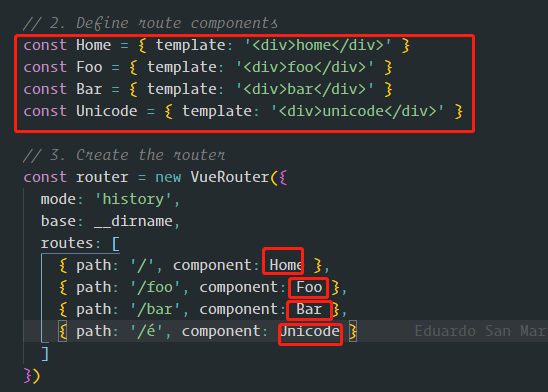 // 2. Define route components
const Home = { template: '<div>home</div>' }
const Foo = { template: '<div>foo</div>' }
const Bar = { template: '<div>bar</div>' }
const Unicode = { template: '<div>unicode</div>' }
// 3. Create the router
const router = new VueRouter({
mode: 'history',
base: __dirname,
routes: [
{ path: '/', component: Home },
{ path: '/foo', component: Foo },
{ path: '/bar', component: Bar },
{ path: '/é', component: Unicode } Eduardo San Mar
]
})